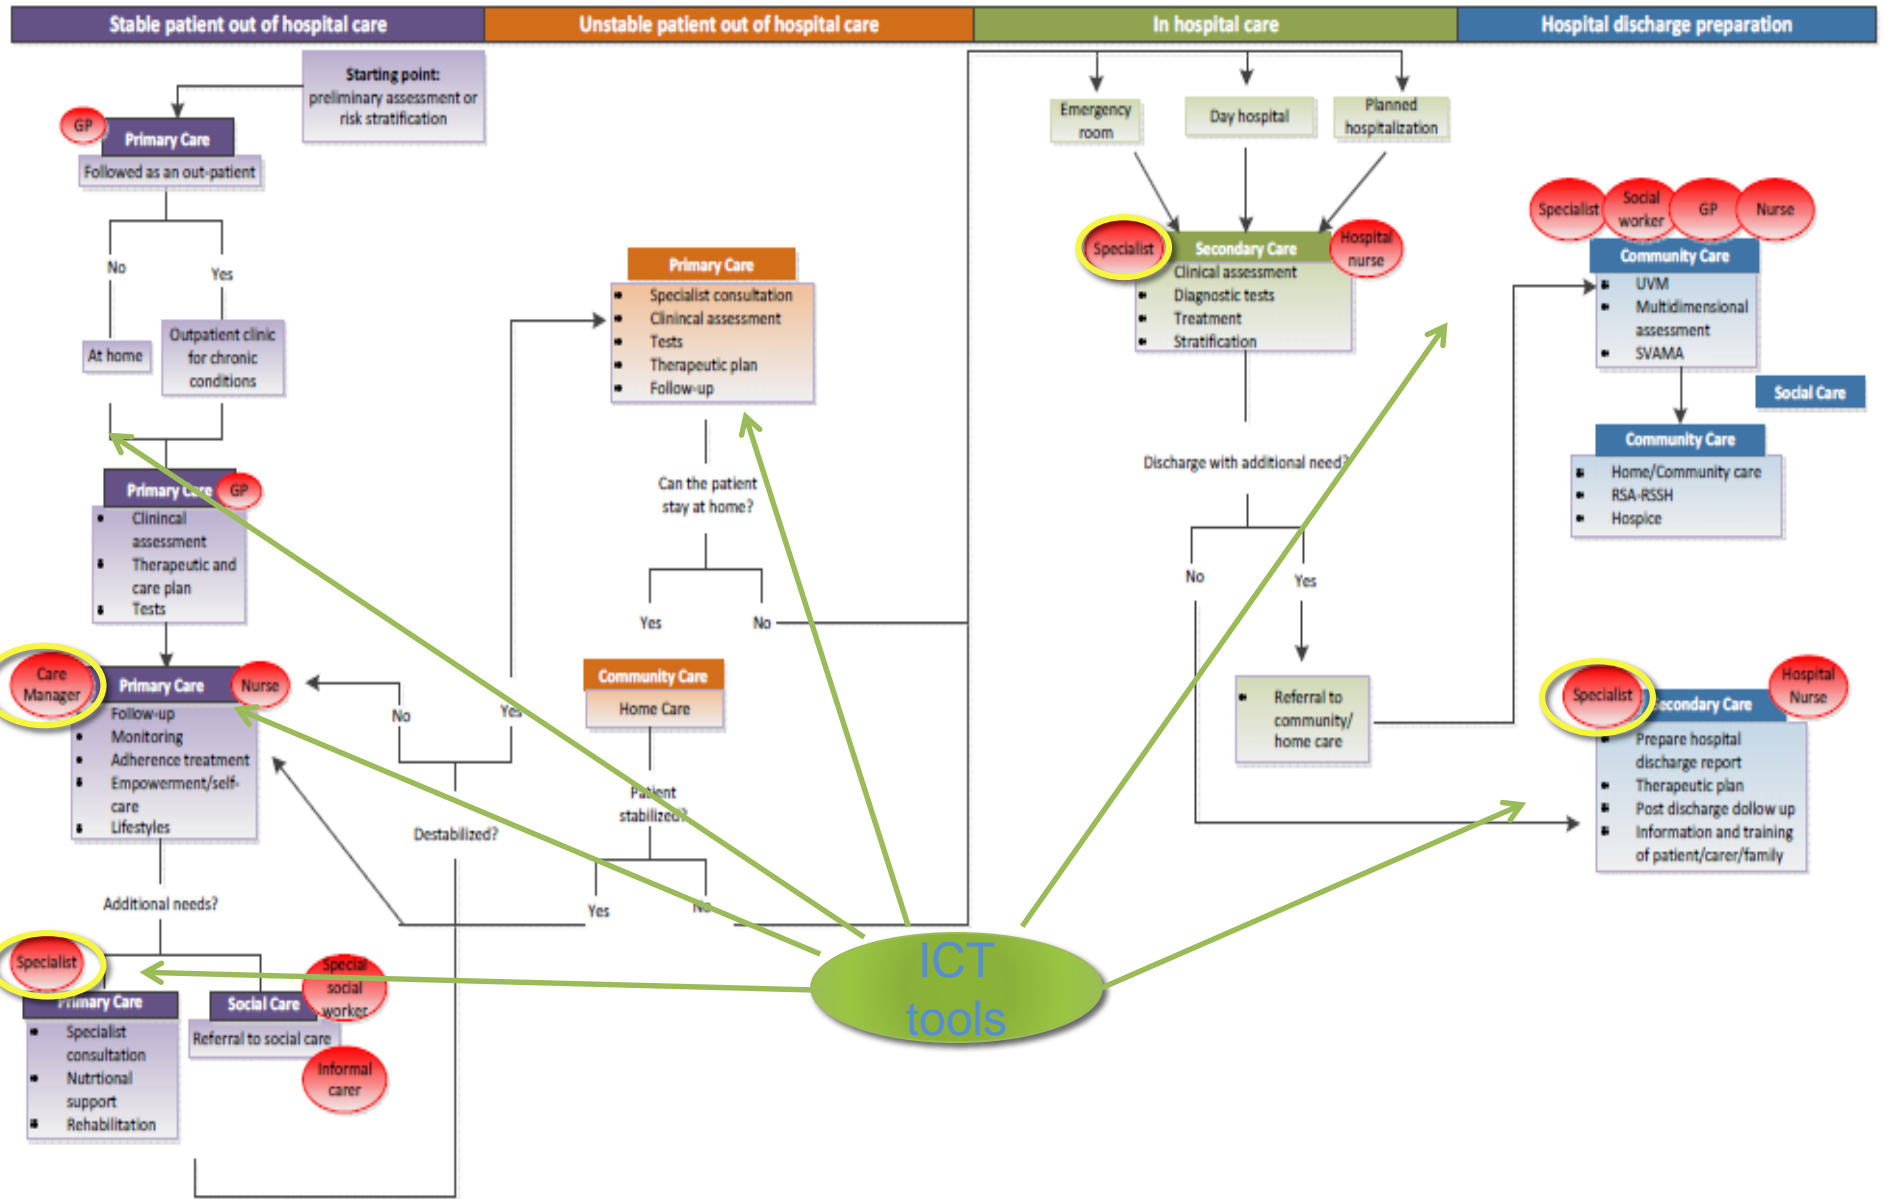 Stable patient out of hospital care
Unstable patient out of hospital care
In hospital care
Hospital discharge preparation
Starting point:
preliminary assessment or
risk stratification
GP
Primary Care
Followed as an out-patient
No
Yes
At home
Outpatient clinic
for chronic
conditions
Primary Care
GP
Clinincal
assessment
Therapeutic and
care plan
Tests
Care
Manager
Primary Care
Nurse
Follow-up
Monitoring
Adherence treatment
Empowerment/self-
care
Lifestyles
Additional needs?
Specialist
Primary Care
Specialist
consultation
Nutrtional
support
Rehabilitation
Social Care
Special
social
worker
Referral to social care
Informal
carer
No
Yes
Destabilized?
Primary Care
Specialist consultation
Clinincal assessment
Tests
Therapeutic plan
Follow-up
Can the patient
stay at home?
Yes
No
Community Care
Home Care
Patient
stabilized?
Yes
No
ICT
tools
Emergency
room
Day hospital
Planned
hospitalization
Specialist
Secondary Care
Hospital
nurse
Clinical assessment
Diagnostic tests
Treatment
Stratification
Discharge with additional need?
No
Yes
Referral to
community/
home care
Specialist
Social
worker
GP
Nurse
Community Care
UVM
Multidimensional
assessment
SVAMA
Social Care
Community Care
Home/Community care
RSA-RSSH
Hospice
Specialist
Hospital
Nurse
Secondary Care
Prepare hospital
discharge report
Therapeutic plan
Post discharge dollow up
Information and training
of patient/carer/family